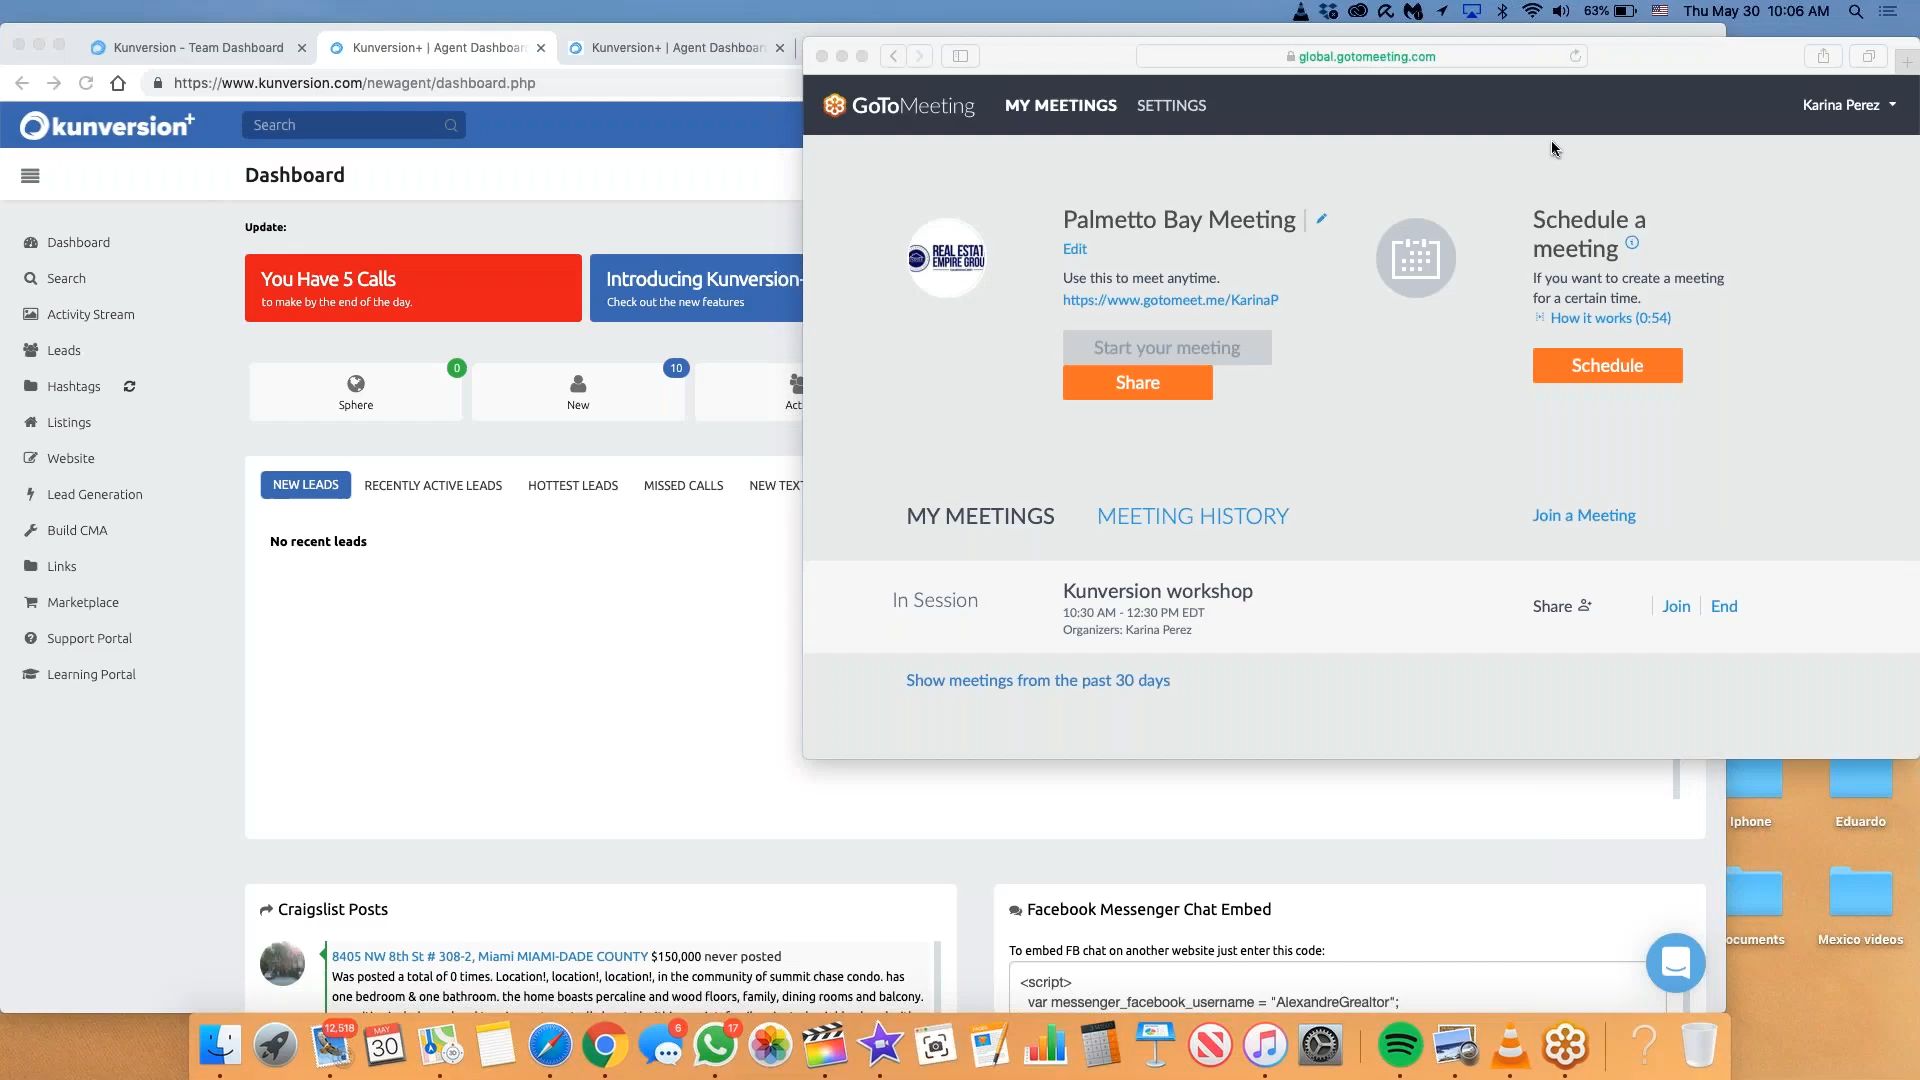 63%
Thu May 30 10:06 AM
Kunversion - Team Dashboard
Kunversion+ | Agent Dashboar
Kunversion+ | Agent Dashboar
https://www.kunversion.com/newagent/dashboard.php
kunversion+
Search
Dashboard
Dashboard
Search
Activity Stream
Leads
Hashtags
Listings
Website
Lead Generation
Build CMA
Links
Marketplace
Support Portal
Learning Portal
Update:
You Have 5 Calls
to make by the end of the day.
Introducing Kunversion-
Check out the new features
0
Sphere
10
New
Act
NEW LEADS
RECENTLY ACTIVE LEADS
HOTTEST LEADS
MISSED CALLS
NEW TEXT
No recent leads
Craigslist Posts
8405 NW 8th St # 308-2, Miami MIAMI-DADE COUNTY $150,000 never posted
Was posted a total of 0 times. Location!, location!, location!, in the community of summit chase condo. has
one bedroom & one bathroom. the home boasts percaline and wood floors, family, dining rooms and balcony.
Facebook Messenger Chat Embed
To embed FB chat on another website just enter this code:
<script>
var messenger_facebook_username = "AlexandreGrealtor";
global.gotomeeting.com
GoToMeeting
MY MEETINGS
SETTINGS
Karina Perez
REAL ESTAT
EMPIRE GROU
Palmetto Bay Meeting
Edit
Use this to meet anytime.
https://www.gotomeet.me/KarinaP
Start your meeting
Share
Schedule a
meeting
If you want to create a meeting
for a certain time.
How it works (0:54)
Schedule
MY MEETINGS
MEETING HISTORY
Join a Meeting
In Session
Kunversion workshop
10:30 AM - 12:30 PM EDT
Organizers: Karina Perez
Share
Join
End
Show meetings from the past 30 days
Iphone
Eduardo
ocuments
Mexico videos
12,518
MAY
30
6
17